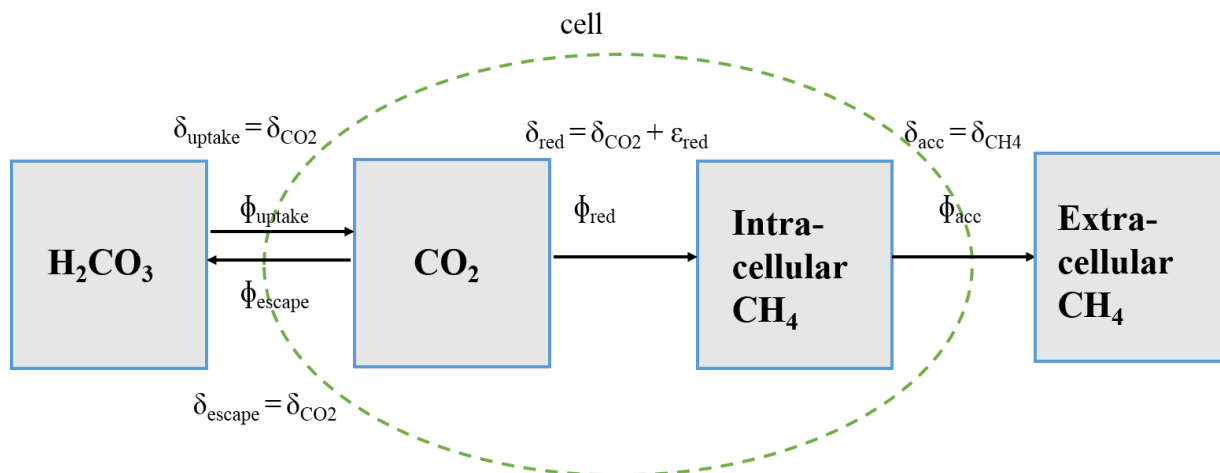 cell
δuptake = δCO2
δred = δCO2 + εred
δacc = δCH4
ϕuptake
ϕred
ϕacc
H₂CO₃
CO₂
Intra-
cellular
CH₄
Extra-
cellular
CH₄
ϕescape
δescape = δCO2